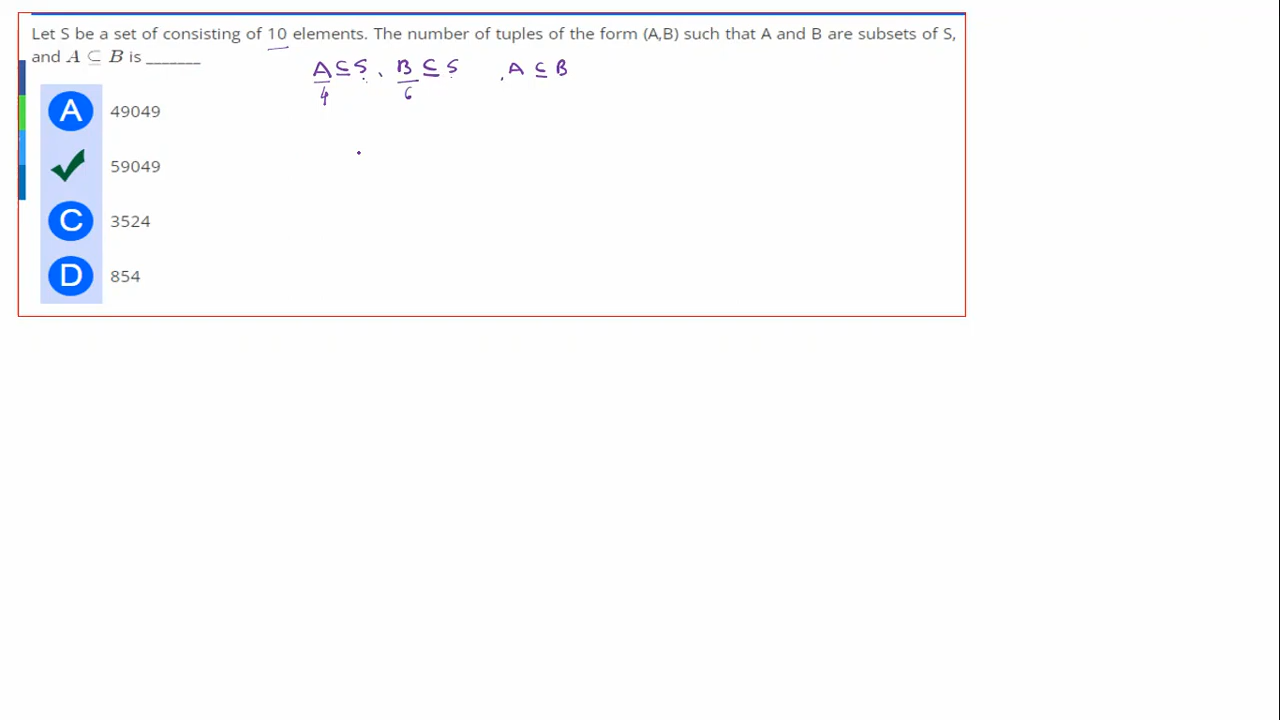 Let S be a set of consisting of 10 elements. The number of tuples of the form (A,B) such that A and B are subsets of S,
and A ⊆ B is _______
A ⊆ S , B ⊆ S , A ⊆ B
4 6
A 49049
59049
C 3524
D 854